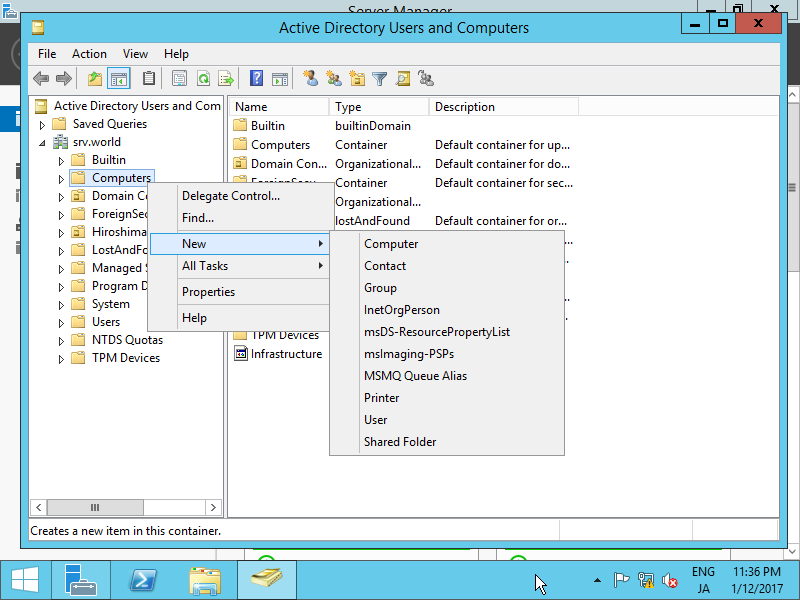 Server Manager
Active Directory Users and Computers
File Action View Help
Active Directory Users and Com
Saved Queries
srv.world
Builtin
Computers
Domain C
ForeignSec
Hiroshima
LostAndFo
Managed S
Program D
System
Users
NTDS Quotas
TPM Devices
Name Type Description
Builtin builtinDomain
Computers Container Default container for up...
Domain Con... Organizational... Default container for do...
ForeignSecu Container Default container for sec...
Organizational...
lostAndFound Default container for or...
TPM Devices
Infrastructure
Delegate Control...
Find...
New
All Tasks
Properties
Help
Computer
Contact
Group
InetOrgPerson
msDS-ResourcePropertyList
msImaging-PSPs
MSMQ Queue Alias
Printer
User
Shared Folder
Creates a new item in this container.
ENG
JA
11:36 PM
1/12/2017